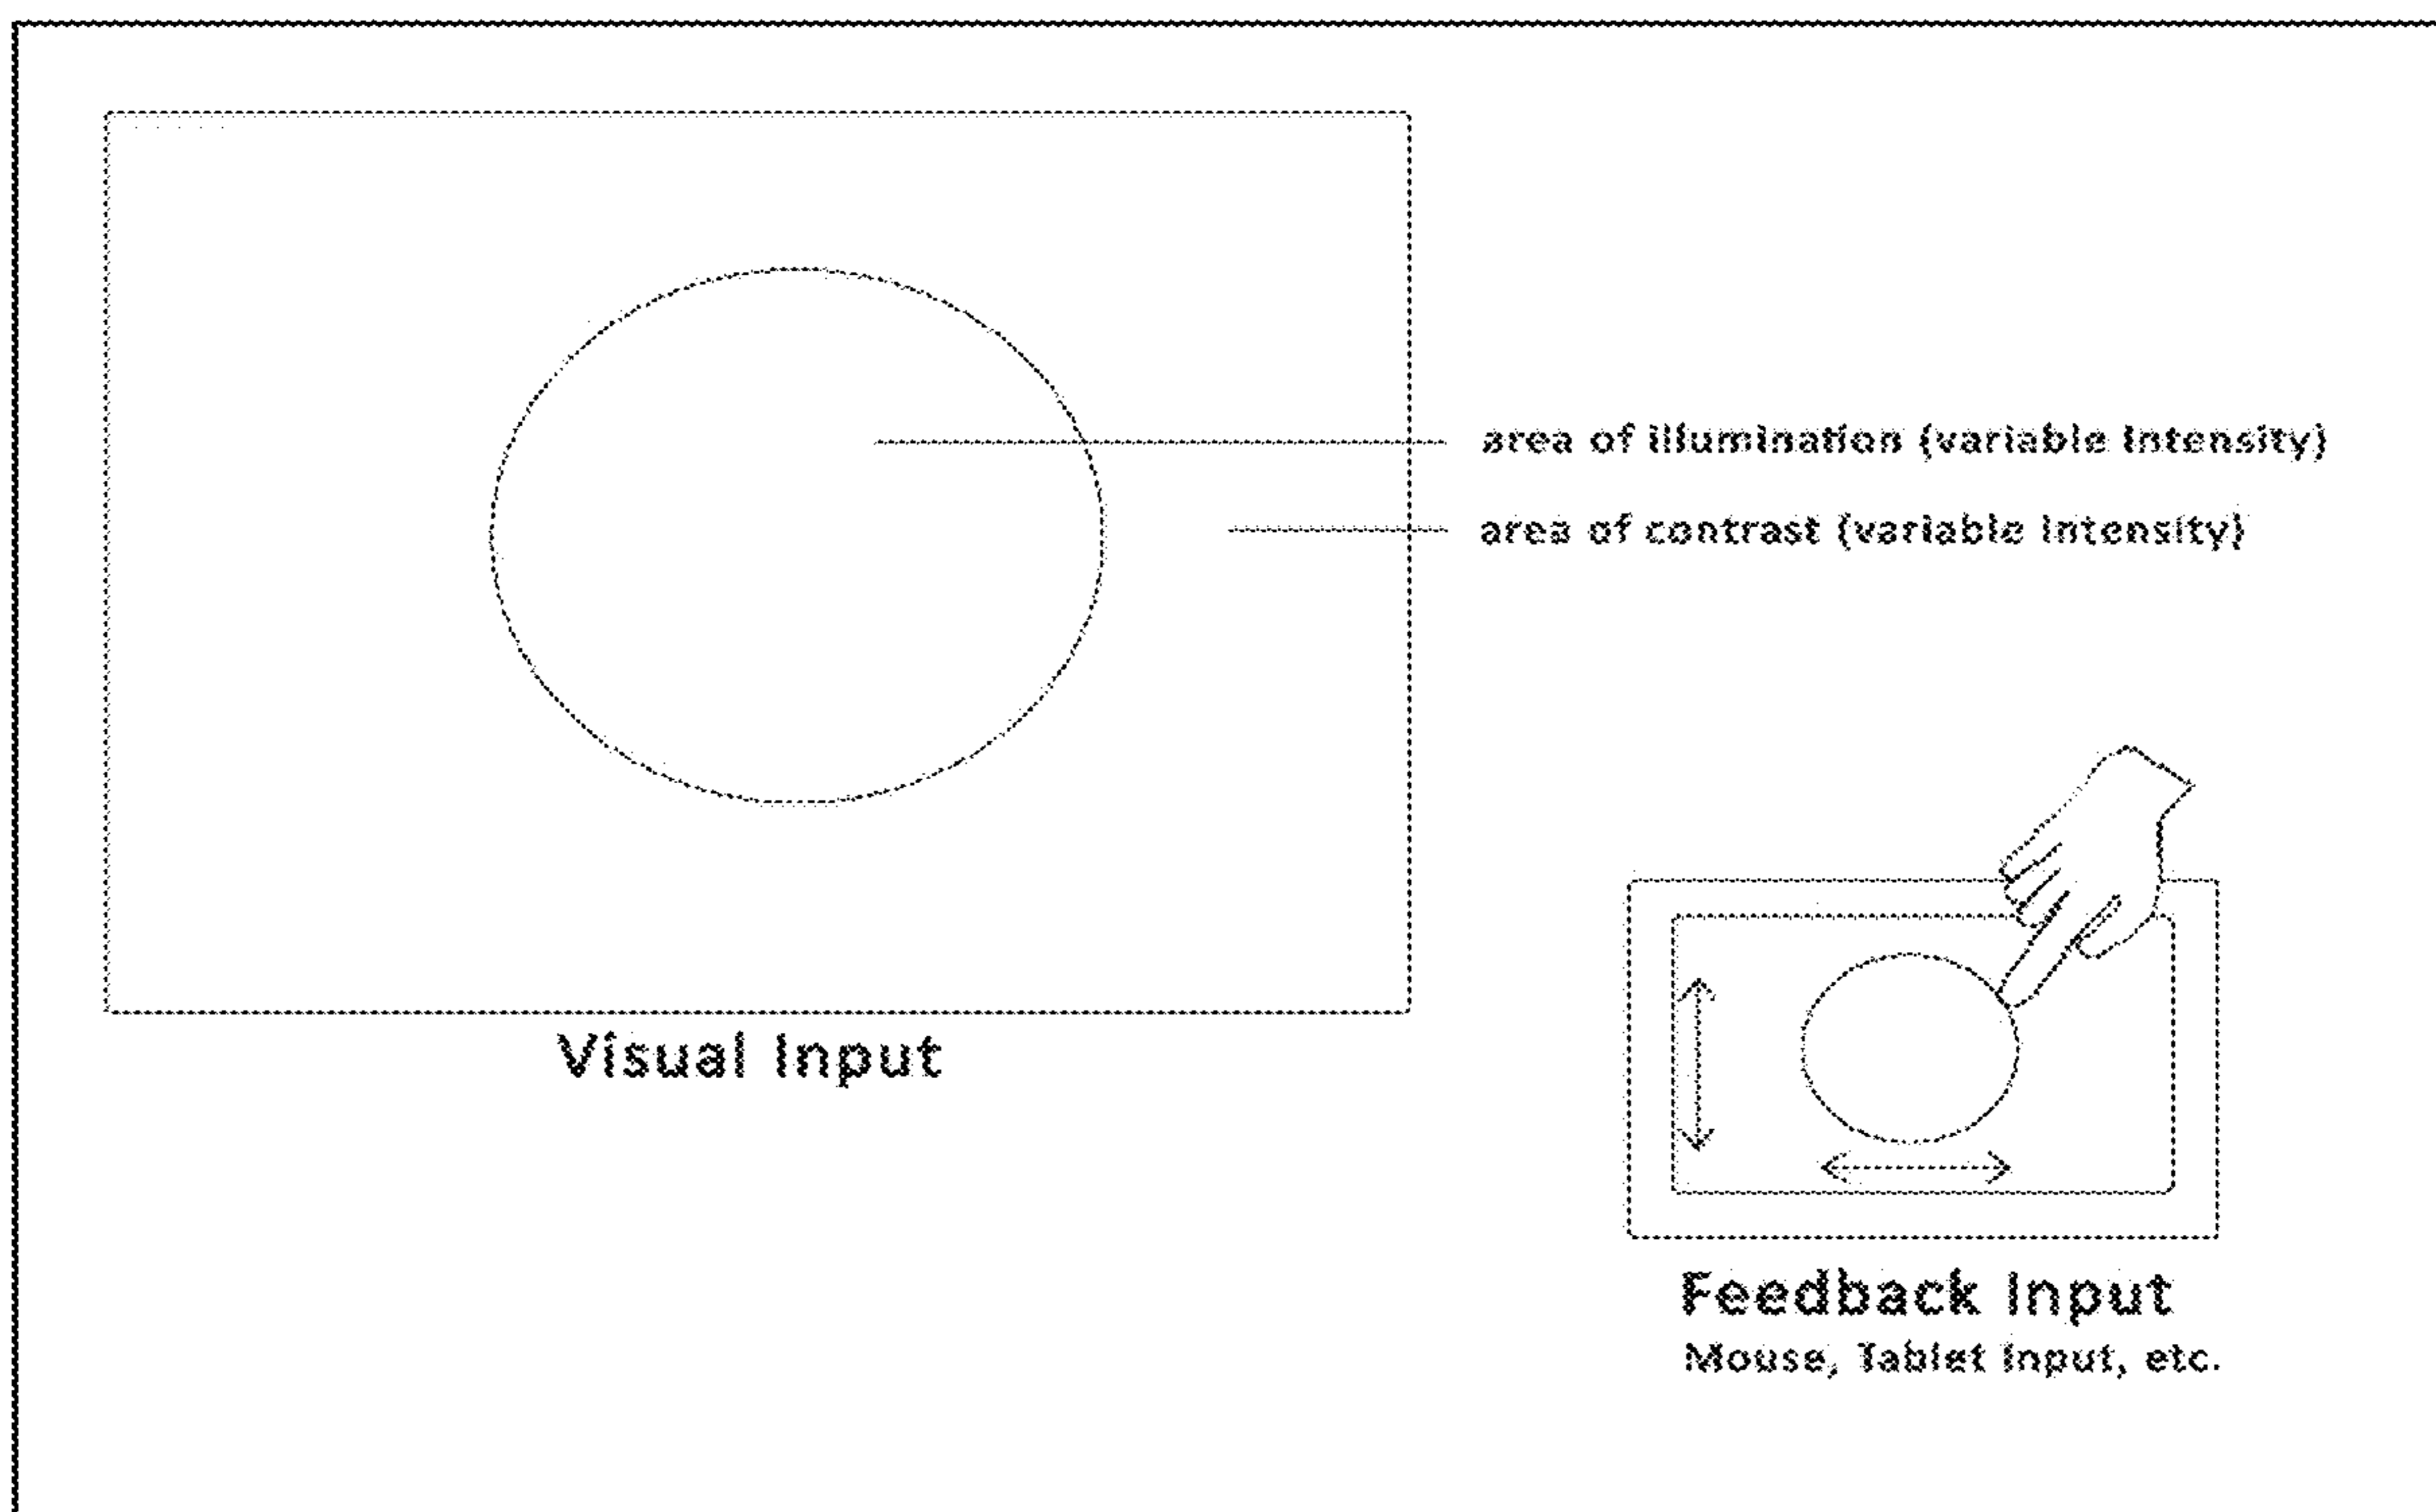 area of illumination (variable Intensity)
area of contrast (variable Intensity)
Visual Input
Feedback Input
Mouse, Tablet Input, etc.